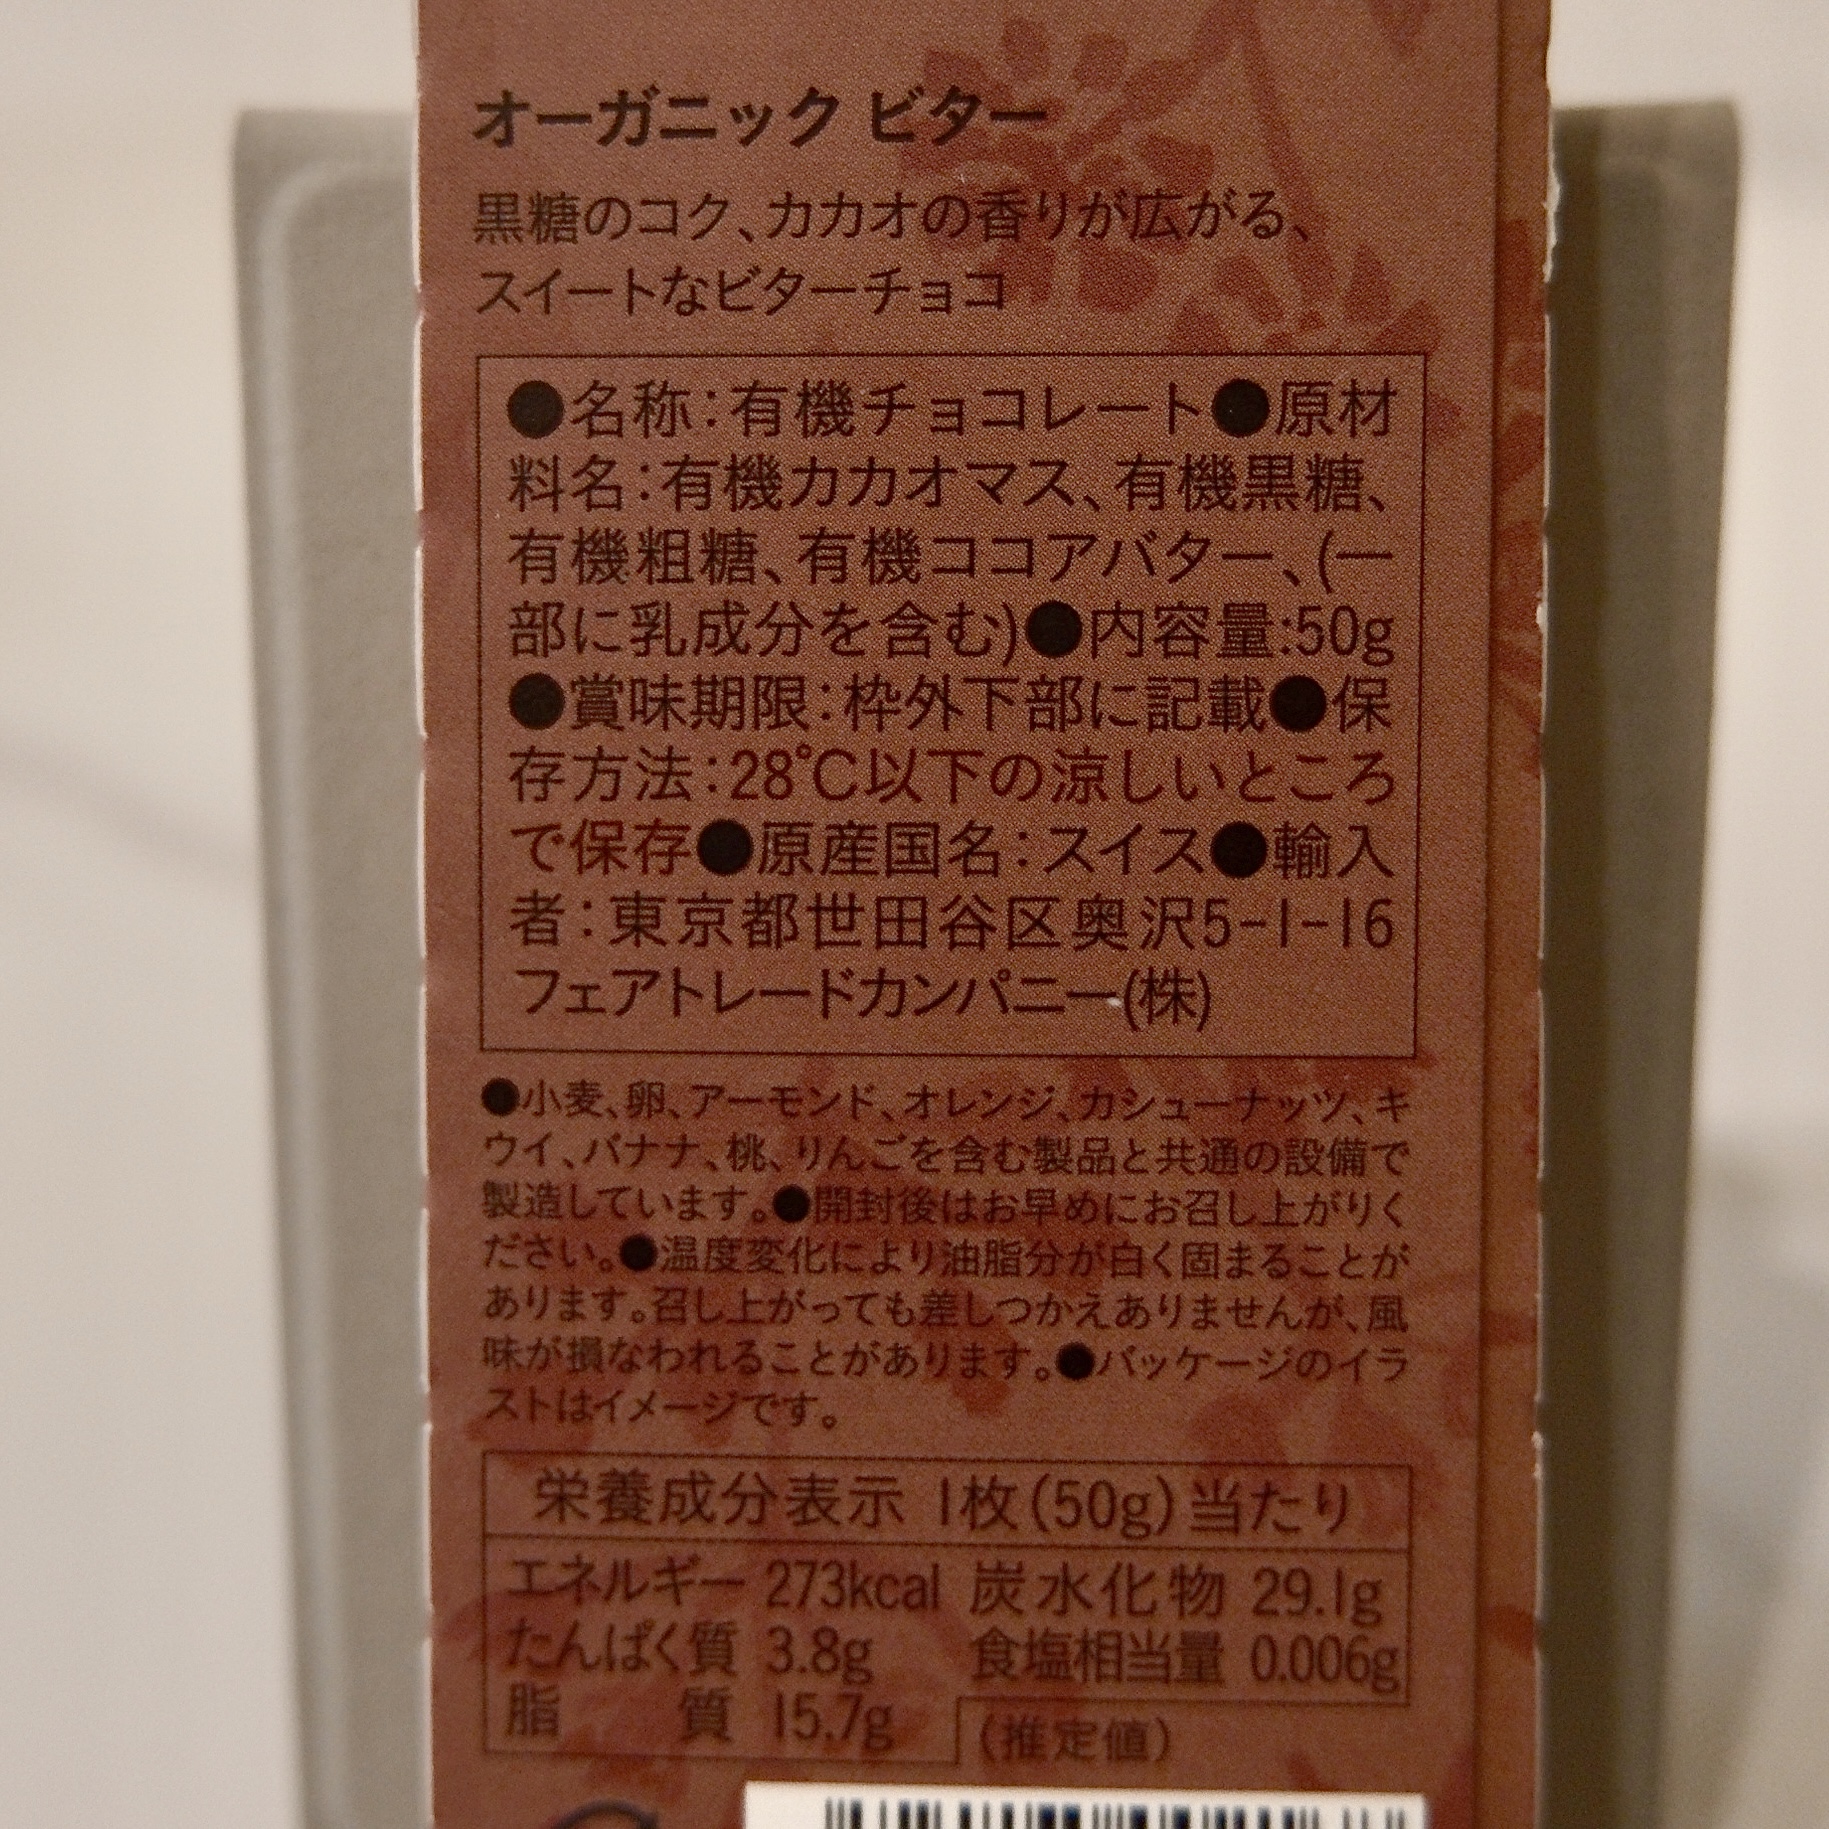 オーガニック ビター
黒糖のコク、カカオの香りが広がる、
スイートなビターチョコ
●名称：有機チョコレート●原材
料名：有機カカオマス、有機黒糖、
有機粗糖、有機ココアバター、(一
部に乳成分を含む)●内容量:50g
●賞味期限：枠外下部に記載●保
存方法：28℃以下の涼しいところ
で保存●原産国名：スイス●輸入
者：東京都世田谷区奥沢5-1-16
フェアトレードカンパニー(株)
●小麦、卵、アーモンド、オレンジ、カシューナッツ、キ
ウイ、バナナ、桃、りんごを含む製品と共通の設備で
製造しています。●開封後はお早めにお召し上がりく
ださい。●温度変化により油脂分が白く固まることが
あります。召し上がっても差しつかえありませんが、風
味が損なわれることがあります。●パッケージのイラ
ストはイメージです。
栄養成分表示 1枚(50g)当たり
エネルギー 273kcal 炭水化物 29.1g
たんぱく質 3.8g 食塩相当量 0.006g
脂質 15.7g (推定値)